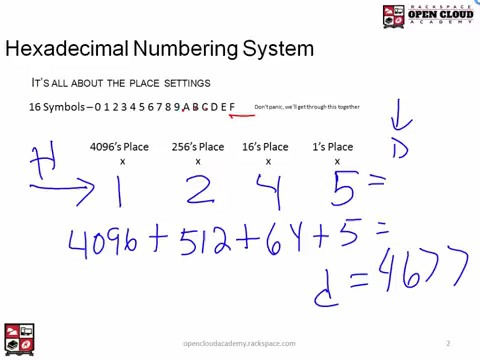 RACKSPACE
OPEN CLOUD
ACADEMY
Hexadecimal Numbering System
IT'S ALL ABOUT THE PLACE SETTINGS
16 Symbols – 0 1 2 3 4 5 6 7 8 9 A B C D E F Don't panic, we'll get through this together
H D
4096's Place 256's Place 16's Place 1's Place
x x x x
1 2 4 5 =
4096 + 512 + 64 + 5 =
d = 4677
opencloudacademy.rackspace.com 2